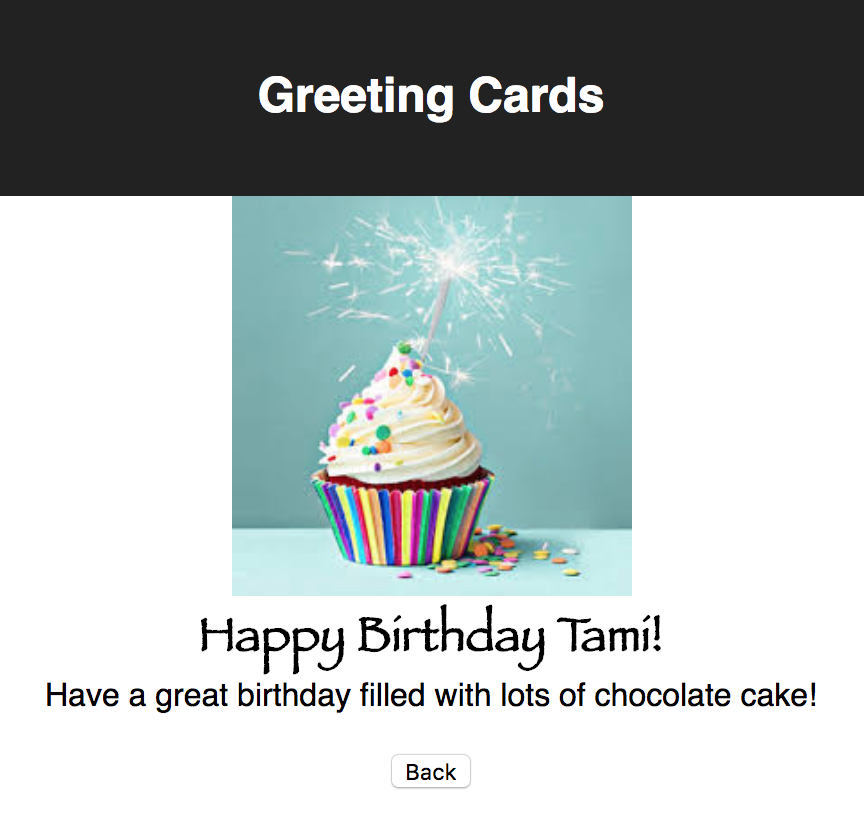 Greeting Cards
Happy Birthday Tami!
Have a great birthday filled with lots of chocolate cake!
Back